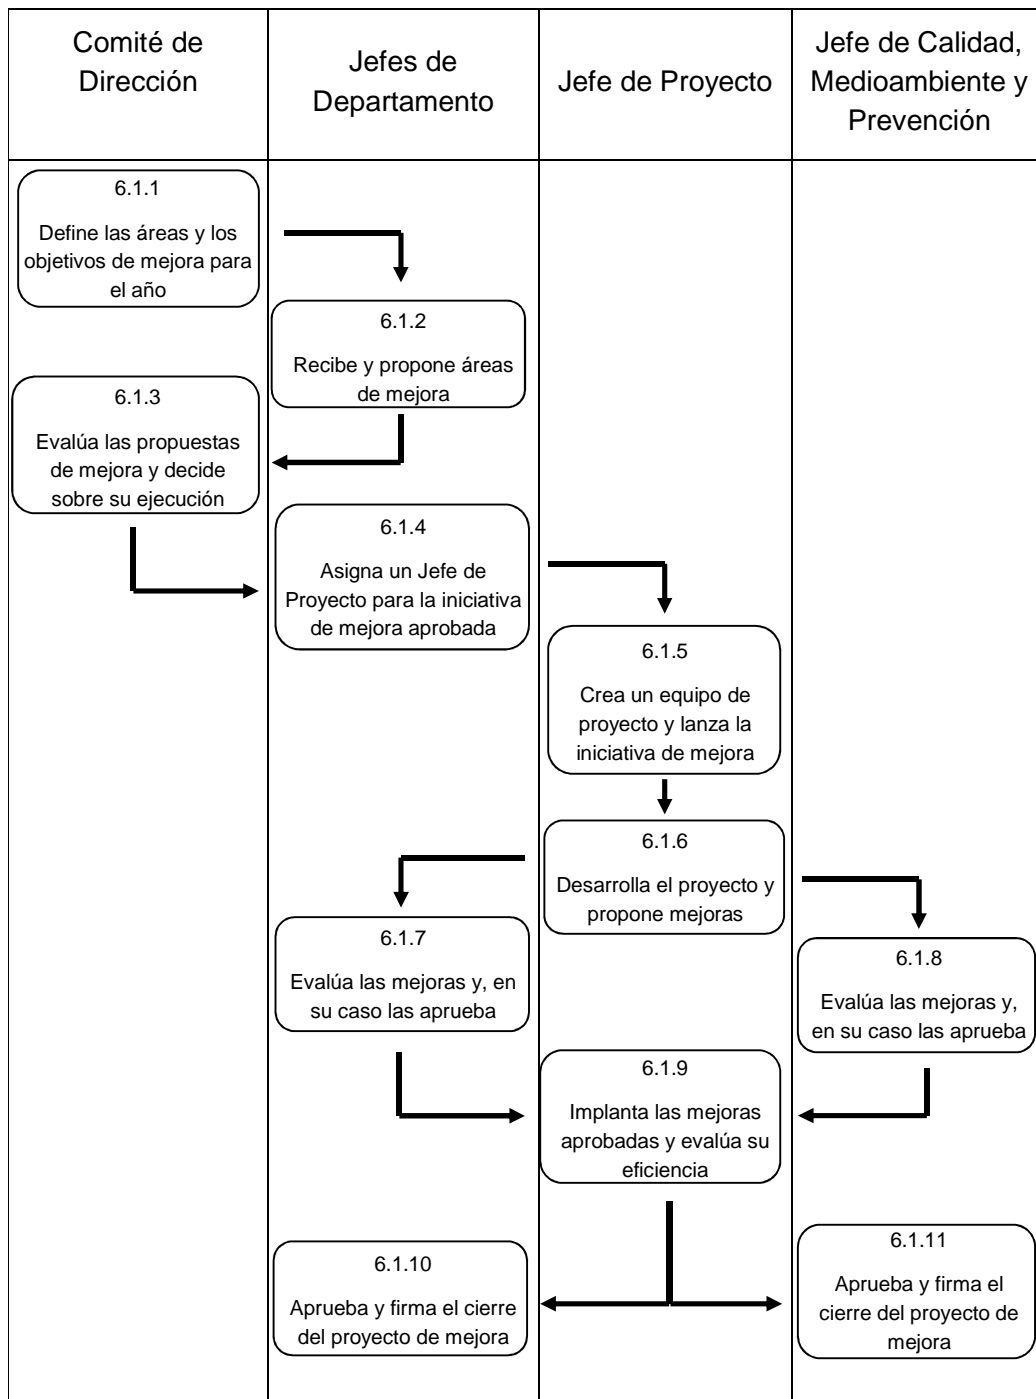 Comité de
Dirección
Jefes de
Departamento
Jefe de Proyecto
Jefe de Calidad,
Medioambiente y
Prevención
6.1.1
Define las áreas y los
objetivos de mejora para
el año
6.1.2
Recibe y propone áreas
de mejora
6.1.3
Evalúa las propuestas
de mejora y decide
sobre su ejecución
6.1.4
Asigna un Jefe de
Proyecto para la iniciativa
de mejora aprobada
6.1.5
Crea un equipo de
proyecto y lanza la
iniciativa de mejora
6.1.6
Desarrolla el proyecto y
propone mejoras
6.1.7
Evalúa las mejoras y, en
su caso las aprueba
6.1.8
Evalúa las mejoras y,
en su caso las aprueba
6.1.9
Implanta las mejoras
aprobadas y evalúa su
eficiencia
6.1.10
Aprueba y firma el cierre
del proyecto de mejora
6.1.11
Aprueba y firma el
cierre del proyecto de
mejora